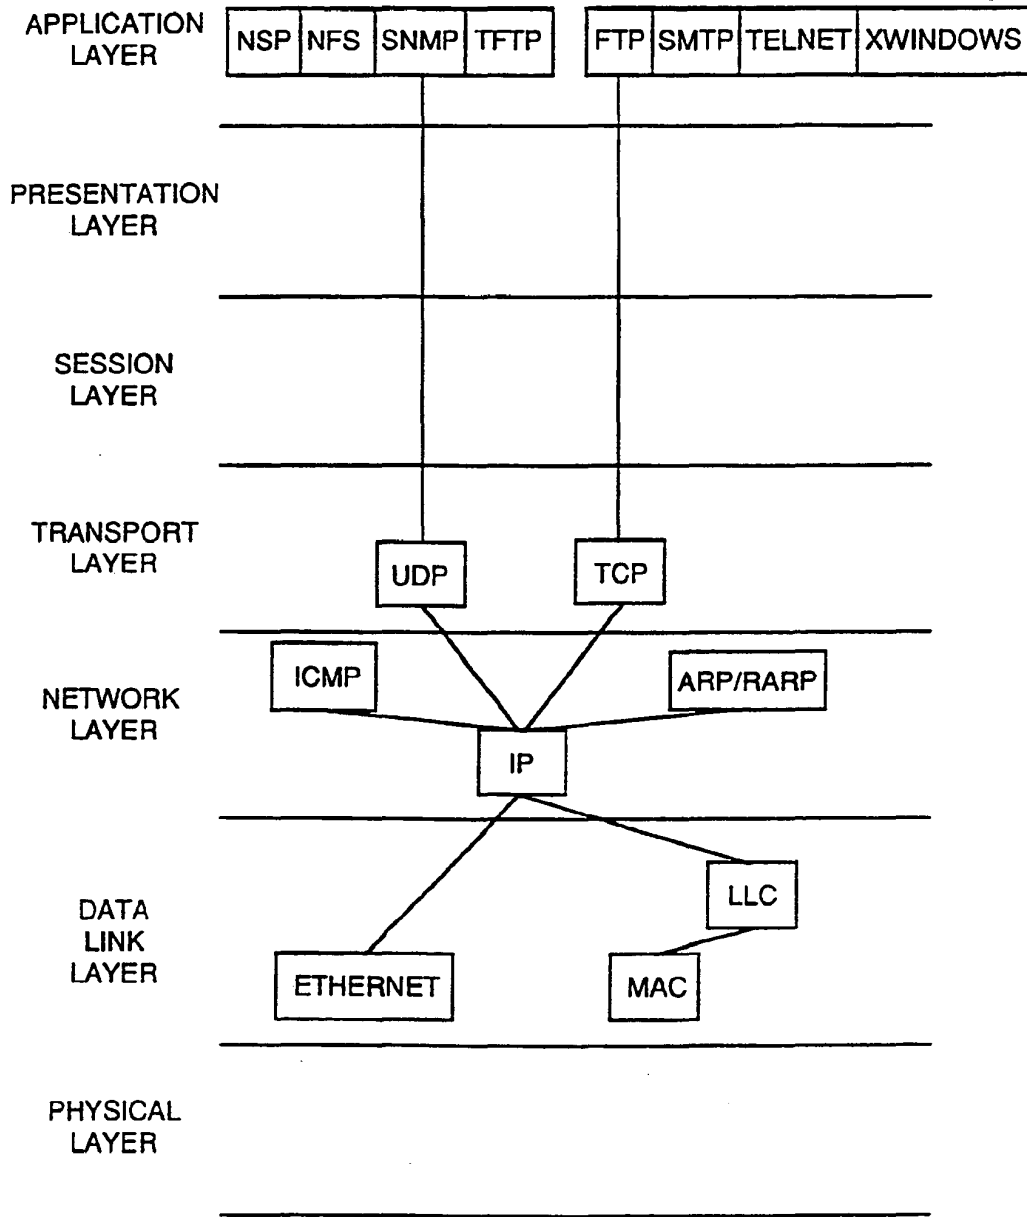 APPLICATION
LAYER
NSP NFS SNMP TFTP FTP SMTP TELNET XWINDOWS
PRESENTATION
LAYER
SESSION
LAYER
TRANSPORT
LAYER
UDP TCP
NETWORK
LAYER
ICMP ARP/RARP
IP
DATA
LINK
LAYER
LLC
ETHERNET MAC
PHYSICAL
LAYER